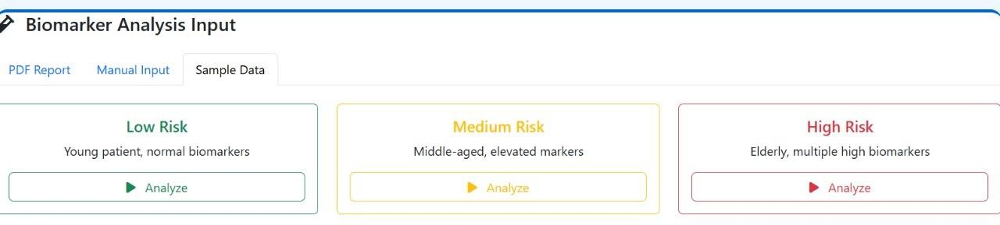 Biomarker Analysis Input
PDF Report
Manual Input
Sample Data
Low Risk
Young patient, normal biomarkers
Analyze
Medium Risk
Middle-aged, elevated markers
Analyze
High Risk
Elderly, multiple high biomarkers
Analyze